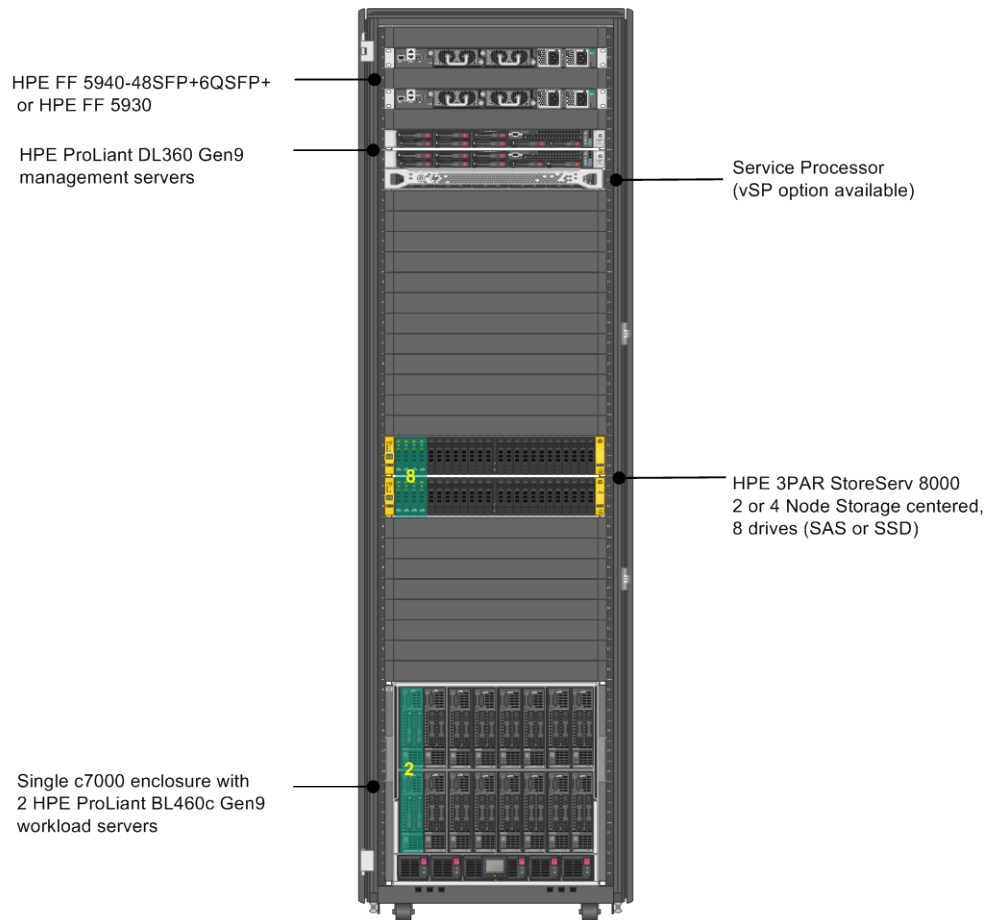 HPE FF 5940-48SFP+6QSFP+
or HPE FF 5930
HPE ProLiant DL360 Gen9
management servers
Service Processor
(vSP option available)
8
HPE 3PAR StoreServ 8000
2 or 4 Node Storage centered,
8 drives (SAS or SSD)
2
Single c7000 enclosure with
2 HPE ProLiant BL460c Gen9
workload servers